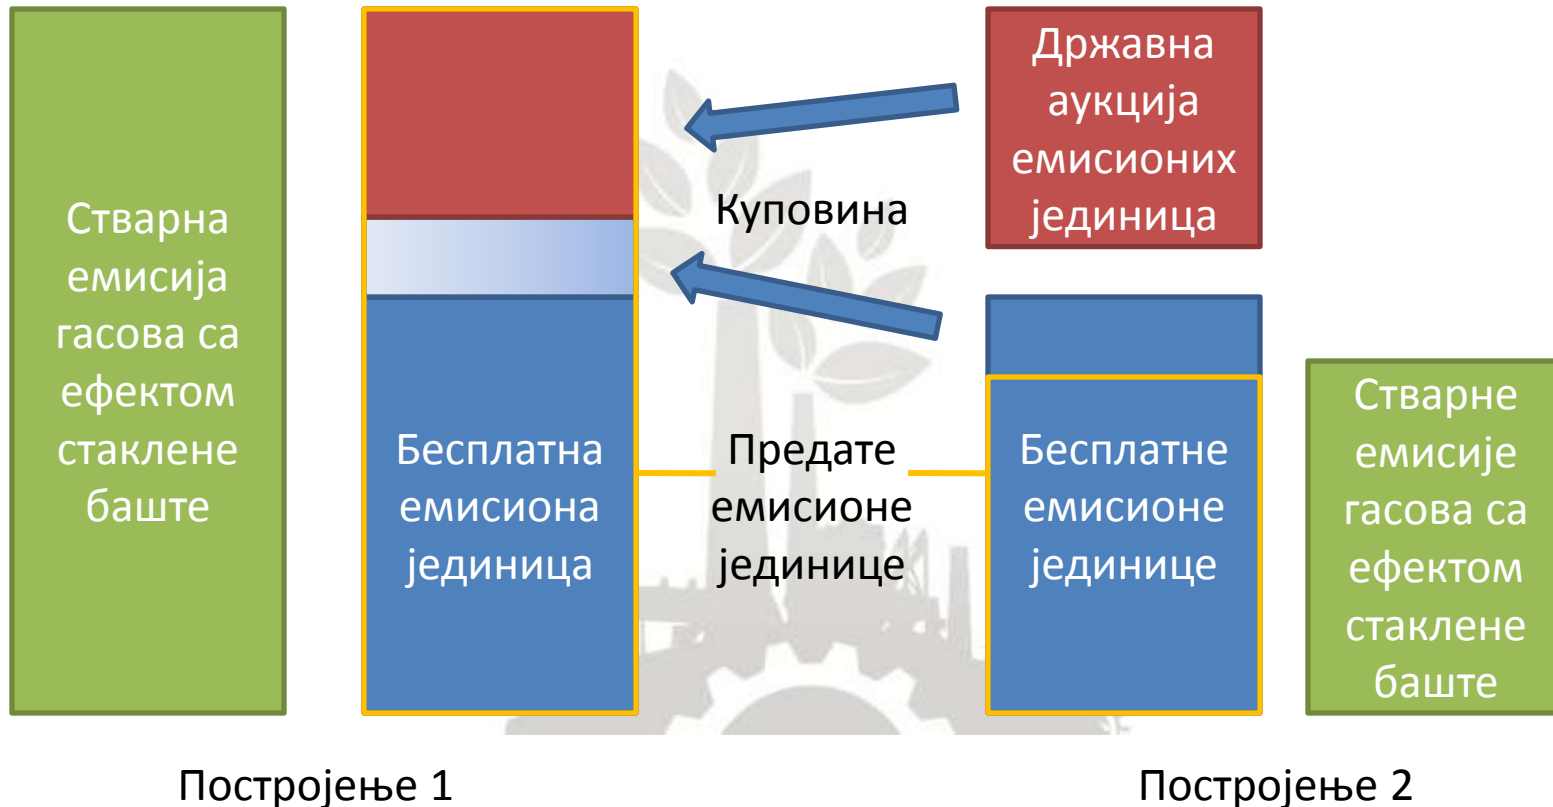 Стварна
емисија
гасова са
ефектом
стаклене
баште
Бесплатна
емисиона
јединица
Куповина
Предате
емисионе
јединице
Државна
аукција
емисионих
јединица
Бесплатне
емисионе
јединице
Стварне
емисије
гасова са
ефектом
стаклене
баште
Постројење 1
Постројење 2